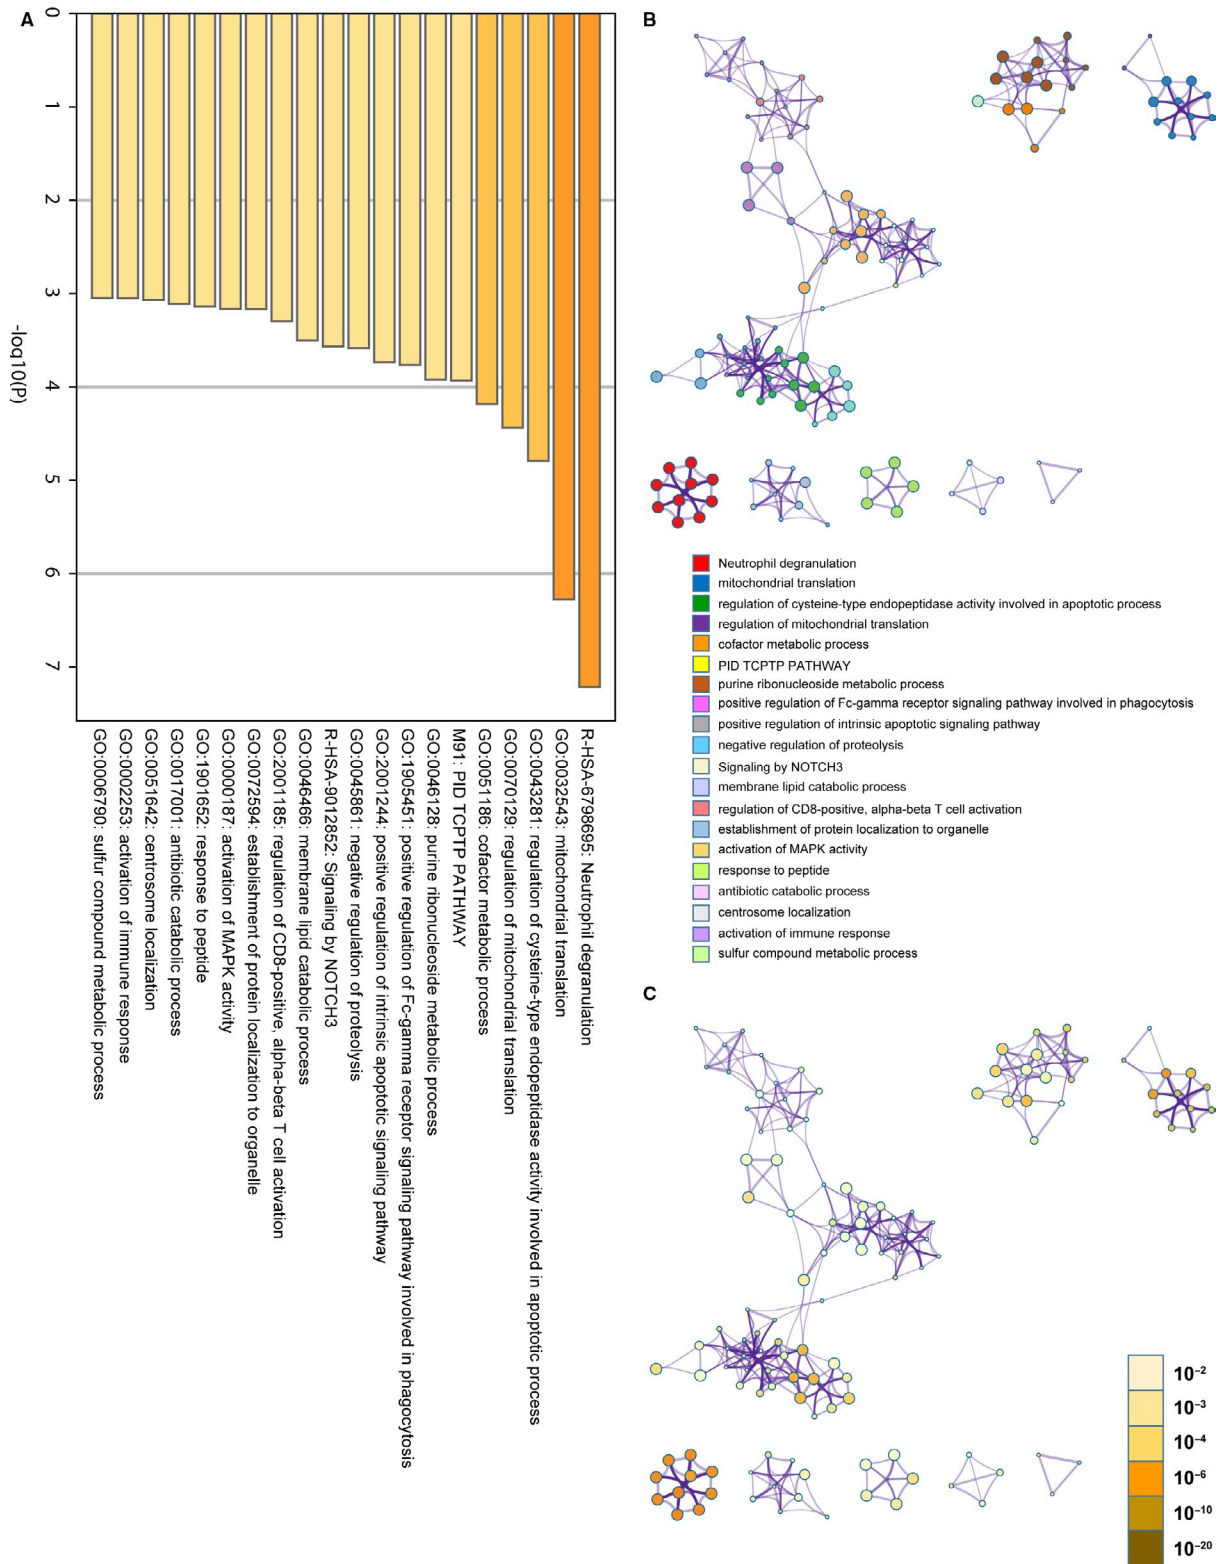 A
0
1
2
3
4
5
6
7
-log10(P)
GO:0006790: sulfur compound metabolic process
GO:0002253: activation of immune response
GO:0051642: centrosome localization
GO:0017001: antibiotic catabolic process
GO:1901652: response to peptide
GO:0000187: activation of MAPK activity
GO:0072594: establishment of protein localization to organelle
GO:2001185: regulation of CD8-positive, alpha-beta T cell activation
GO:0046466: membrane lipid catabolic process
R-HSA-9012852: Signaling by NOTCH3
GO:0045861: negative regulation of proteolysis
GO:2001244: positive regulation of intrinsic apoptotic signaling pathway
GO:1905451: positive regulation of Fc-gamma receptor signaling pathway involved in phagocytosis
GO:0046128: purine ribonucleoside metabolic process
M91: PID TCPTP PATHWAY
GO:0051186: cofactor metabolic process
GO:0070129: regulation of mitochondrial translation
GO:0043281: regulation of cysteine-type endopeptidase activity involved in apoptotic process
GO:0032543: mitochondrial translation
R-HSA-6798695: Neutrophil degranulation
B
Neutrophil degranulation
mitochondrial translation
regulation of cysteine-type endopeptidase activity involved in apoptotic process
regulation of mitochondrial translation
cofactor metabolic process
PID TCPTP PATHWAY
purine ribonucleoside metabolic process
positive regulation of Fc-gamma receptor signaling pathway involved in phagocytosis
positive regulation of intrinsic apoptotic signaling pathway
negative regulation of proteolysis
Signaling by NOTCH3
membrane lipid catabolic process
regulation of CD8-positive, alpha-beta T cell activation
establishment of protein localization to organelle
activation of MAPK activity
response to peptide
antibiotic catabolic process
centrosome localization
activation of immune response
sulfur compound metabolic process
C
10⁻²
10⁻³
10⁻⁴
10⁻⁶
10⁻¹⁰
10⁻²⁰